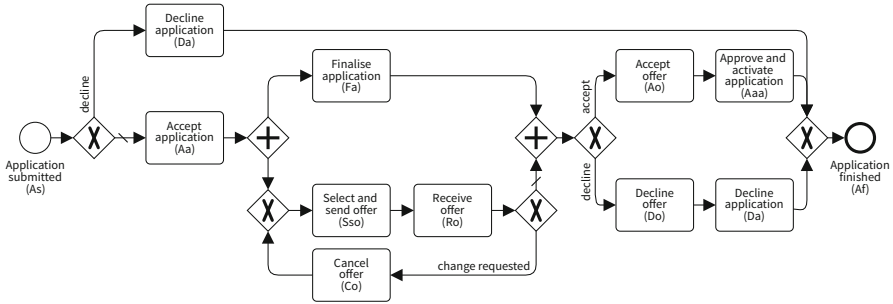 Decline
application
(Da)
decline
Application
submitted
(As)
Accept
application
(Aa)
Finalise
application
(Fa)
Select and
send offer
(Sso)
Receive
offer
(Ro)
Cancel
offer
(Co)
change requested
accept
decline
Accept
offer
(Ao)
Approve and
activate
application
(Aaa)
Decline
offer
(Do)
Decline
application
(Da)
Application
finished
(Af)